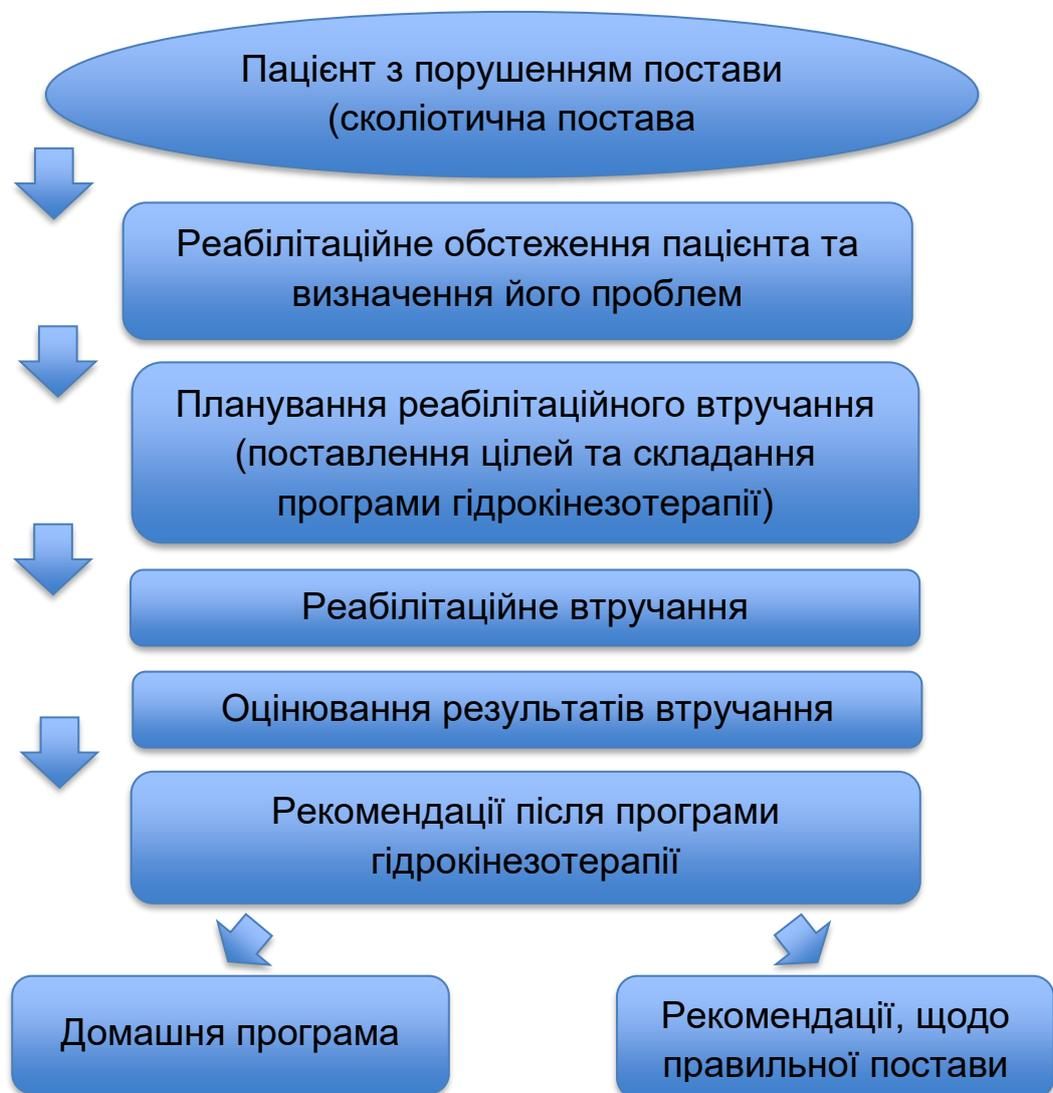 Пацієнт з порушенням постави
(сколіотична постава
Реабілітаційне обстеження пацієнта та
визначення його проблем
Планування реабілітаційного втручання
(поставлення цілей та складання
програми гідрокінезотерапії)
Реабілітаційне втручання
Оцінювання результатів втручання
Рекомендації після програми
гідрокінезотерапії
Домашня програма
Рекомендації, щодо
правильної постави